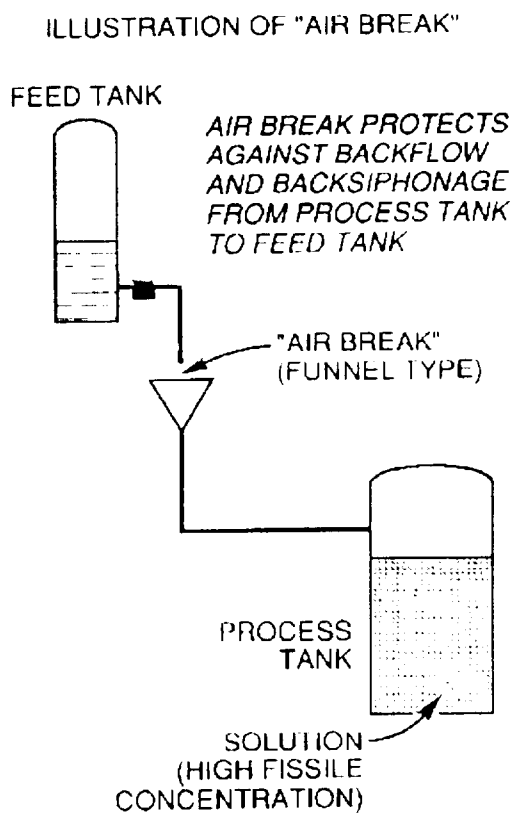 ILLUSTRATION OF "AIR BREAK"
FEED TANK
AIR BREAK PROTECTS
AGAINST BACKFLOW
AND BACKSIPHONAGE
FROM PROCESS TANK
TO FEED TANK
"AIR BREAK"
(FUNNEL TYPE)
PROCESS
TANK
SOLUTION
(HIGH FISSILE
CONCENTRATION)